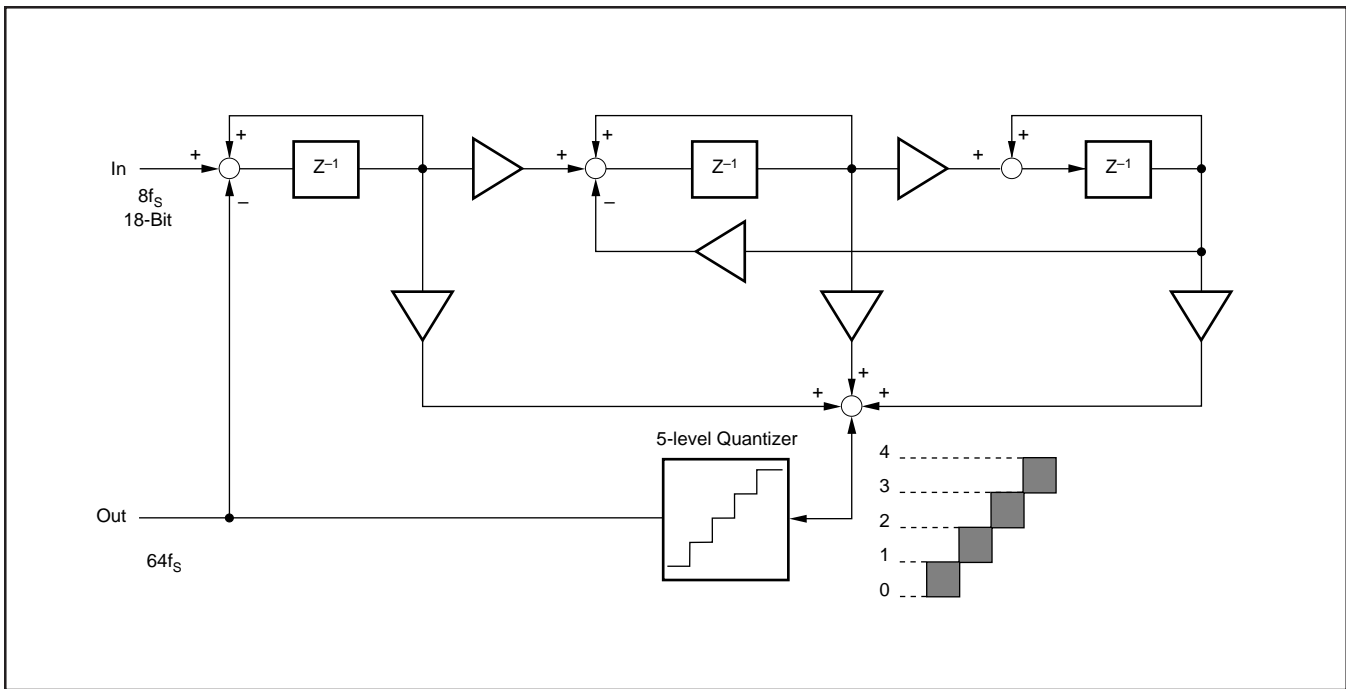 + + + +
In + Z⁻¹ + Z⁻¹ + Z⁻¹
8fS − −
18-Bit
+
+ +
5-level Quantizer
4
3
Out 2
1
64fS
0